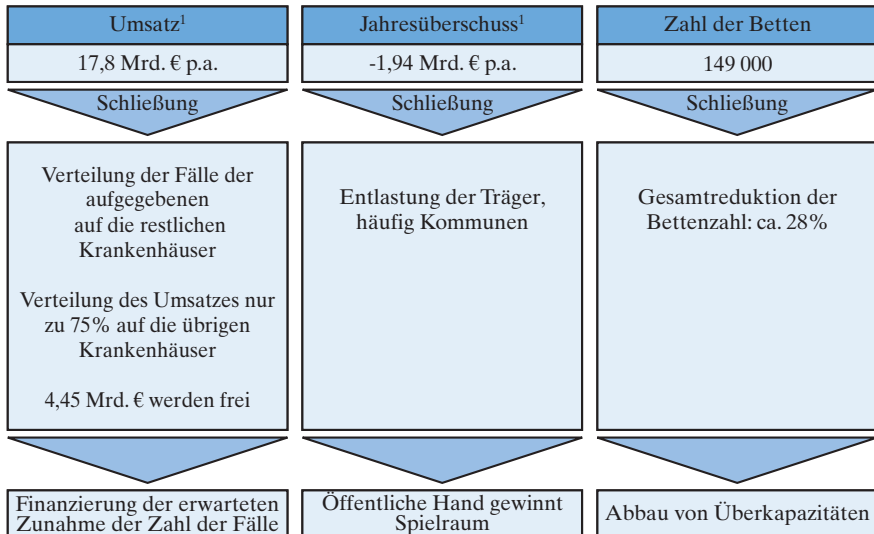 Umsatz¹
17,8 Mrd. € p.a.
Schließung
Verteilung der Fälle der
aufgegebenen
auf die restlichen
Krankenhäuser
Verteilung des Umsatzes nur
zu 75% auf die übrigen
Krankenhäuser
4,45 Mrd. € werden frei
Finanzierung der erwarteten
Zunahme der Zahl der Fälle
Jahresüberschuss¹
-1,94 Mrd. € p.a.
Schließung
Entlastung der Träger,
häufig Kommunen
Öffentliche Hand gewinnt
Spielraum
Zahl der Betten
149 000
Schließung
Gesamtreduktion der
Bettenzahl: ca. 28%
Abbau von Überkapazitäten